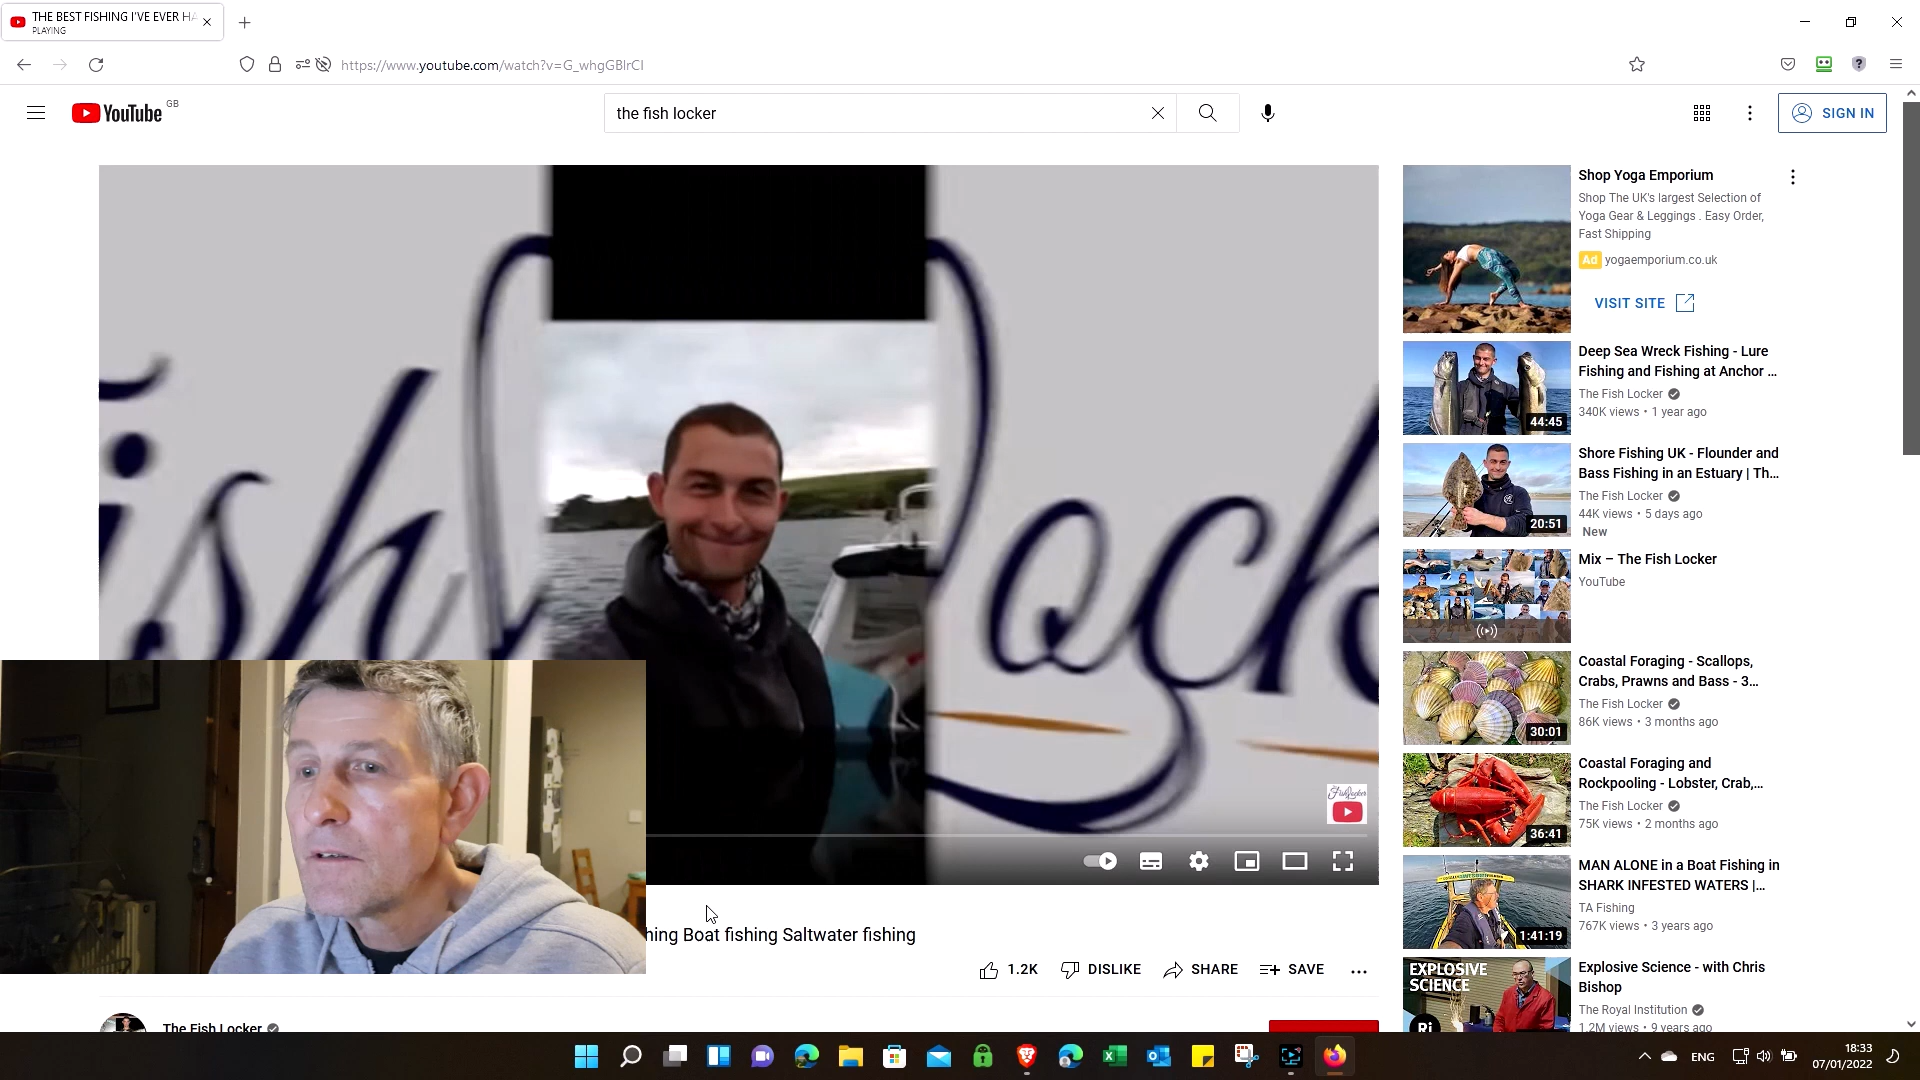 THE BEST FISHING I'VE EVER HA
PLAYING
https://www.youtube.com/watch?v=G_whgGBlrCI
YouTube GB
the fish locker
SIGN IN
ish Lock
FishLocker
hing Boat fishing Saltwater fishing
1.2K DISLIKE SHARE SAVE
The Fish Locker
Shop Yoga Emporium
Shop The UK's largest Selection of
Yoga Gear & Leggings . Easy Order,
Fast Shipping
Ad yogaemporium.co.uk
VISIT SITE
44:45
Deep Sea Wreck Fishing - Lure
Fishing and Fishing at Anchor ...
The Fish Locker
340K views • 1 year ago
20:51
Shore Fishing UK - Flounder and
Bass Fishing in an Estuary | Th...
The Fish Locker
44K views • 5 days ago
New
Mix – The Fish Locker
YouTube
30:01
Coastal Foraging - Scallops,
Crabs, Prawns and Bass - 3...
The Fish Locker
86K views • 3 months ago
36:41
Coastal Foraging and
Rockpooling - Lobster, Crab,...
The Fish Locker
75K views • 2 months ago
1:41:19
MAN ALONE in a Boat Fishing in
SHARK INFESTED WATERS |...
TA Fishing
767K views • 3 years ago
EXPLOSIVE
SCIENCE
Ri
Explosive Science - with Chris
Bishop
The Royal Institution
1.2M views • 9 years ago
ENG
18:33
07/01/2022